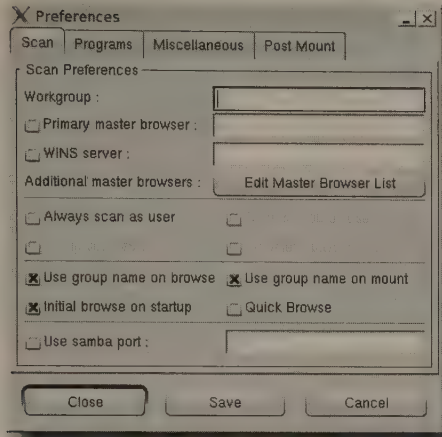 Preferences
Scan Programs Miscellaneous Post Mount
Scan Preferences
Workgroup :
Primary master browser :
WINS server :
Additional master browsers : Edit Master Browser List
Always scan as user
Use group name on browse Use group name on mount
Initial browse on startup Quick Browse
Use samba port :
Close Save Cancel